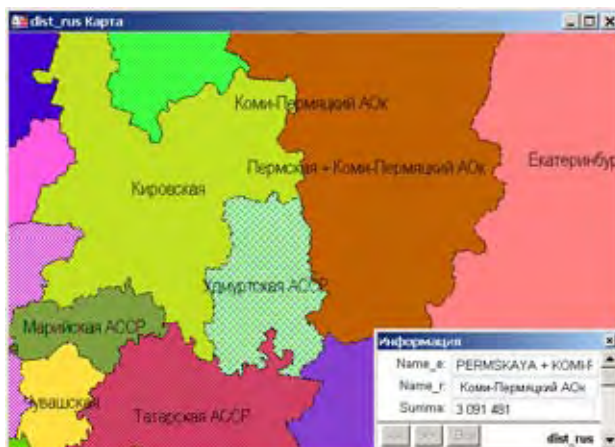 dist_rus Карта
Коми-Пермяцкий АОк
Пермская + Коми-Пермяцкий АОк
Екатеринбур
Кировская
Удмуртская АССР
Марийская АССР
Чувашская
Татарская АССР
Информация
Name_e: PERMSKAYA + KOMI-F
Name_r: Коми-Пермяцкий АОк
Summa: 3 091 481
dist_rus